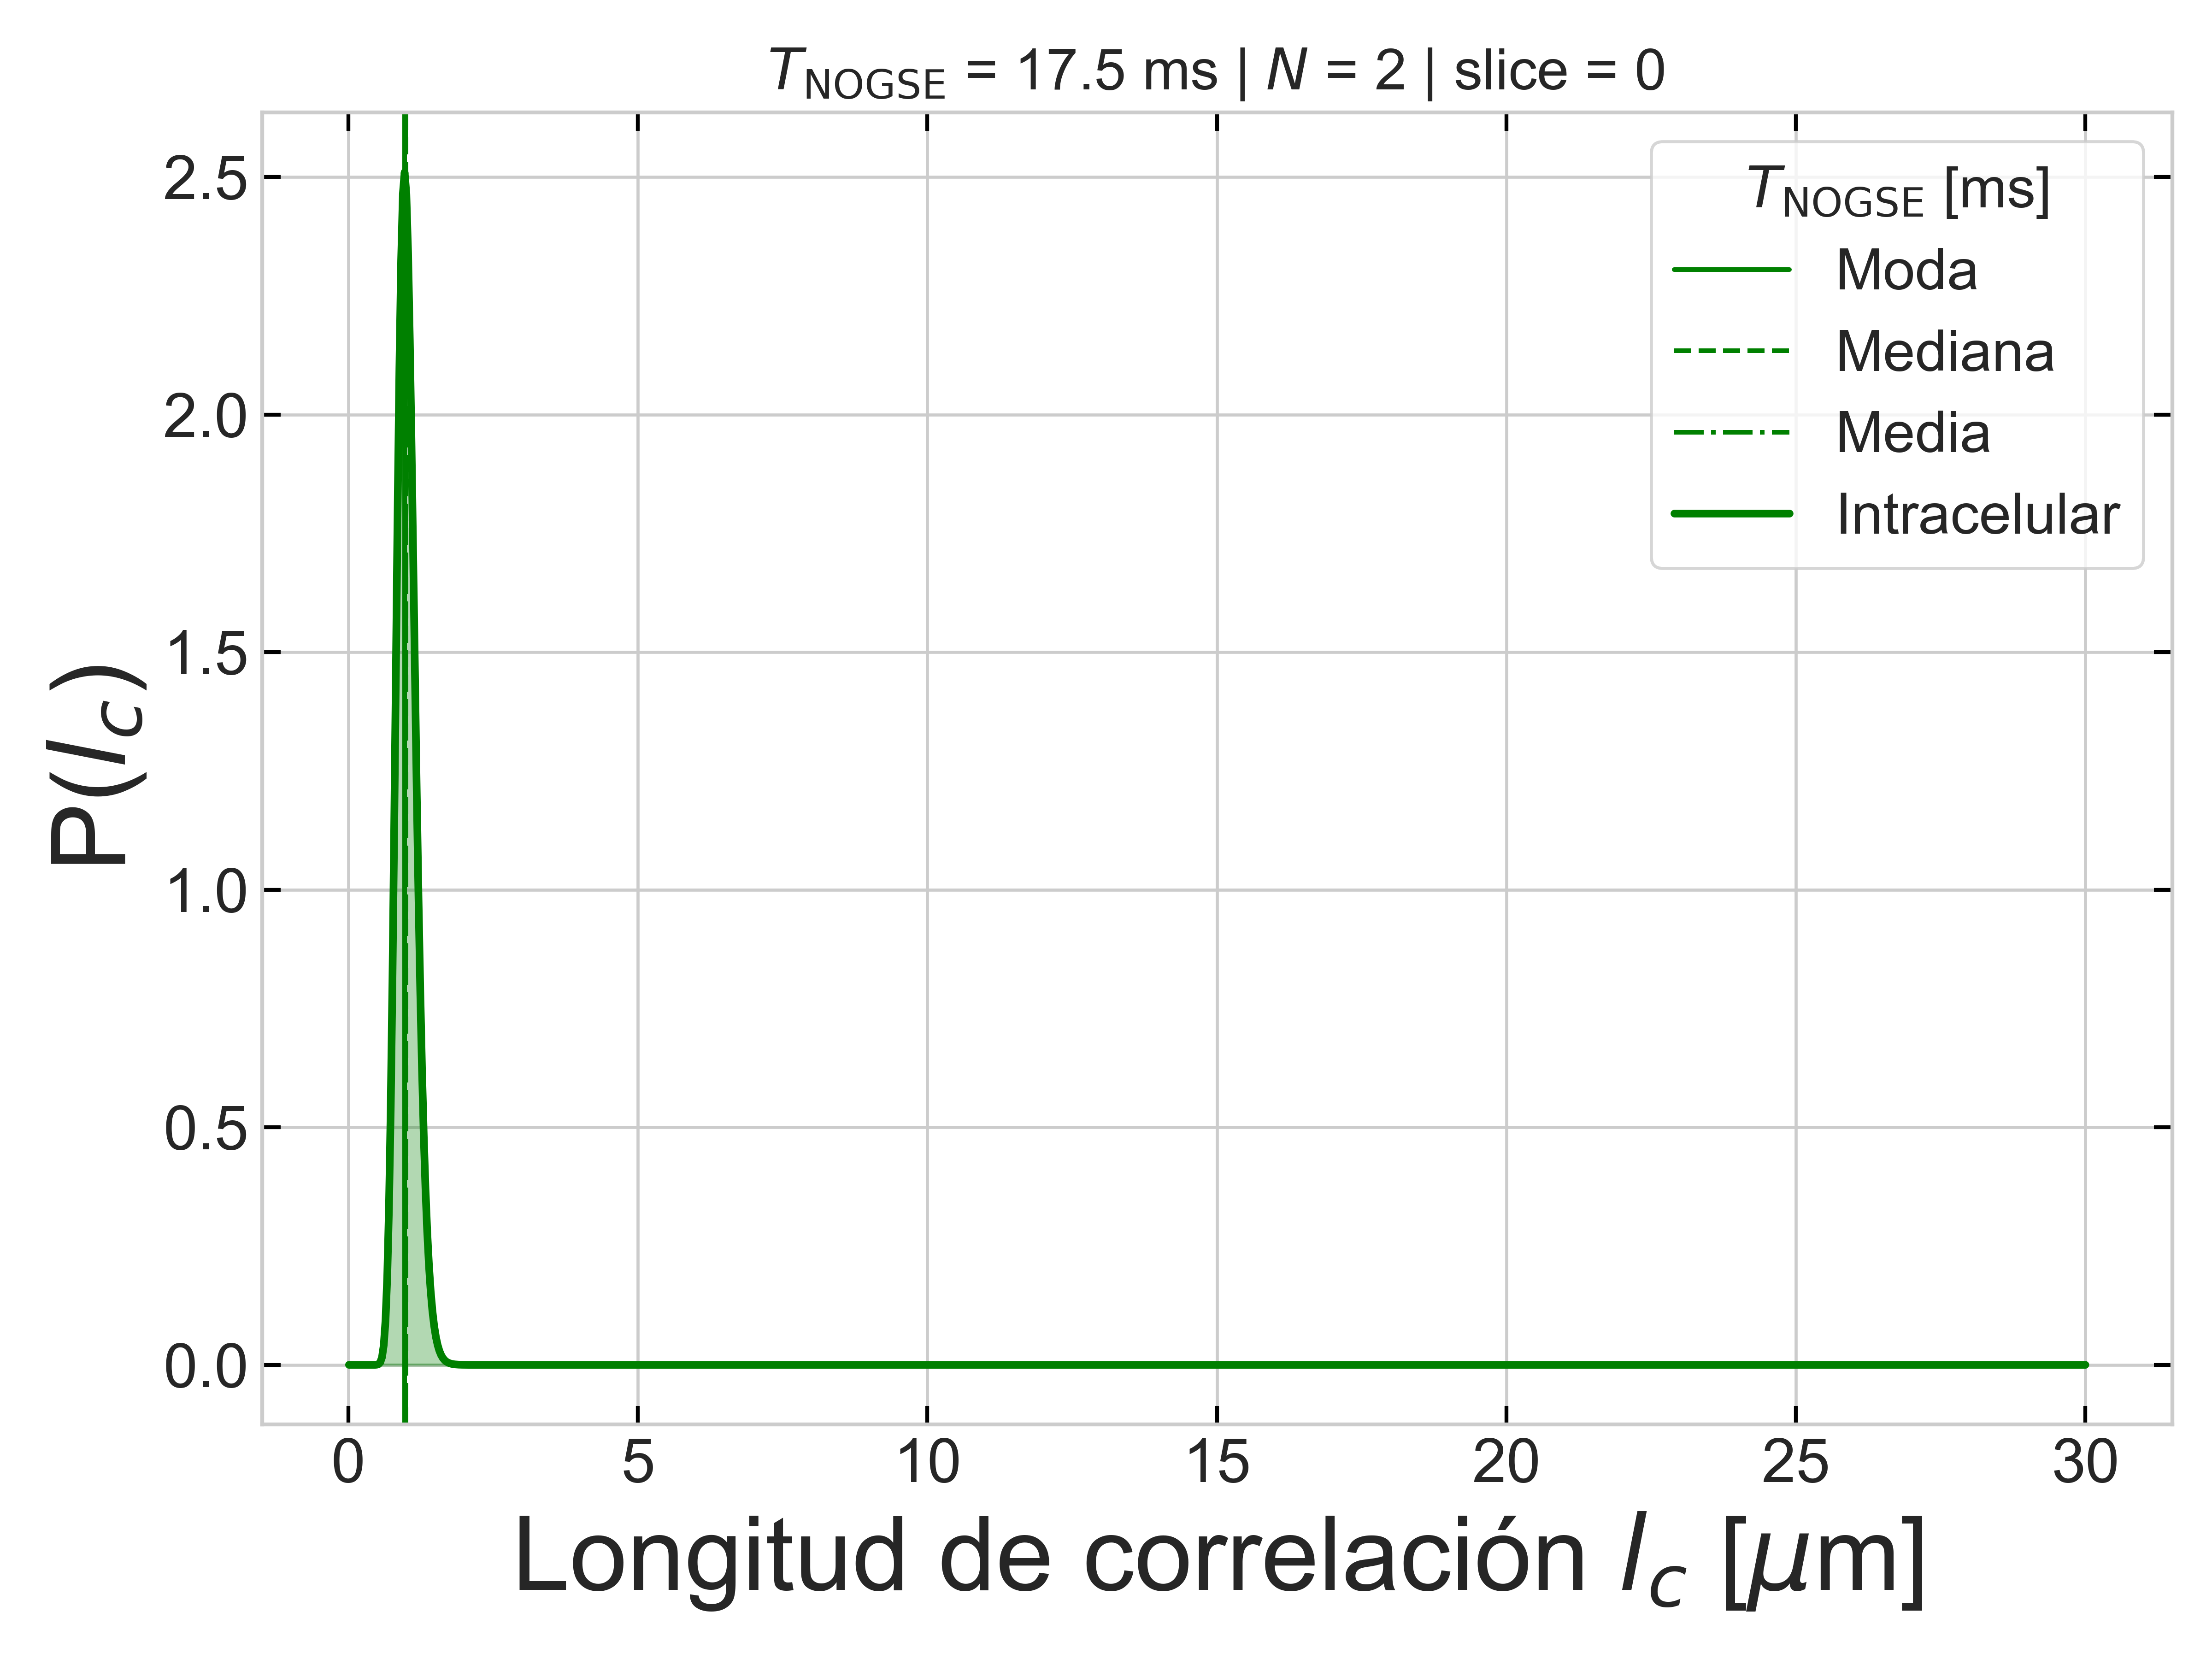 T_NOGSE = 17.5 ms | N = 2 | slice = 0
T_NOGSE [ms]
Moda
Mediana
Media
Intracelular
P(l_c)
2.5
2.0
1.5
1.0
0.5
0.0
0 5 10 15 20 25 30
Longitud de correlación l_c [μm]